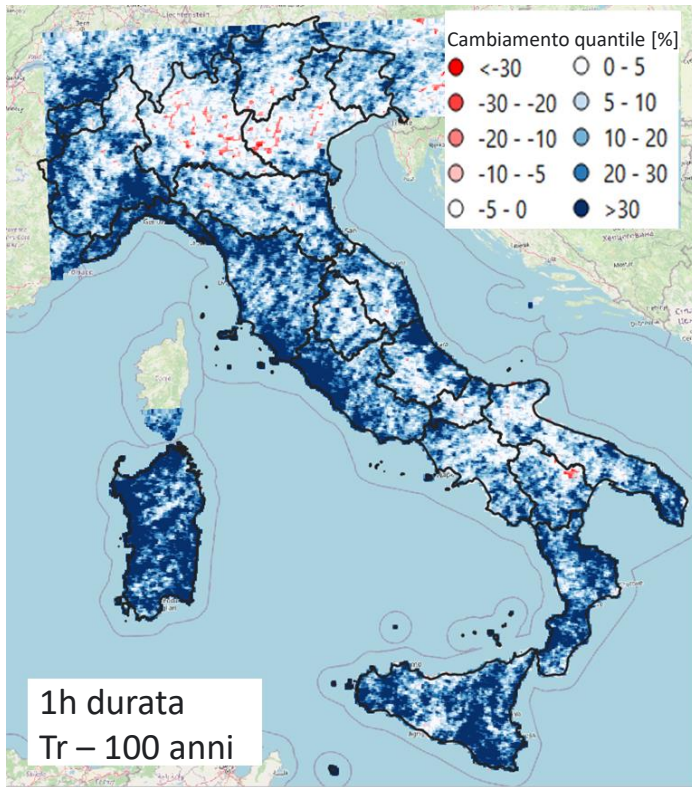 Cambiamento quantile [%]
<-30
0 - 5
-30 - -20
5 - 10
-20 - -10
10 - 20
-10 - -5
20 - 30
-5 - 0
>30
1h durata
Tr – 100 anni